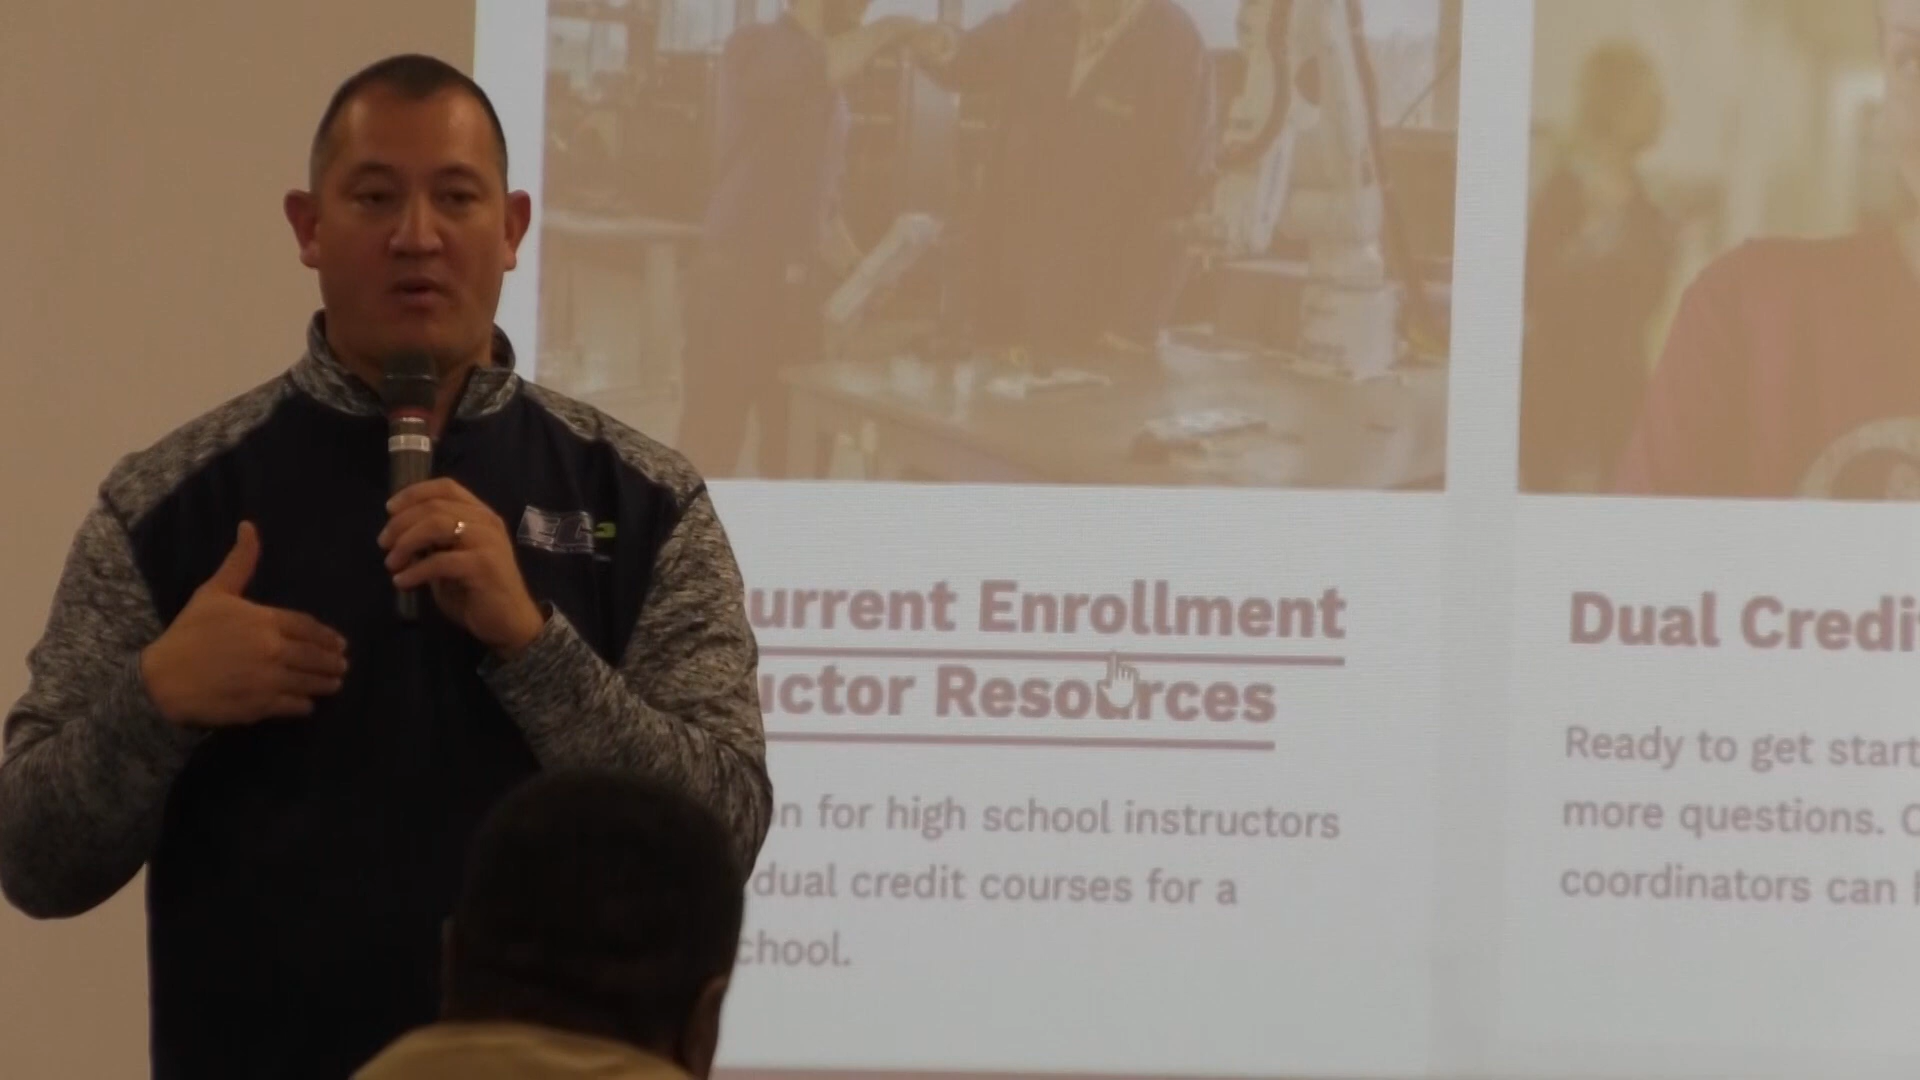 urrent Enrollment
uctor Resources
n for high school instructors
dual credit courses for a
chool.
Dual Credi
Ready to get start
more questions.
coordinators can
EC3